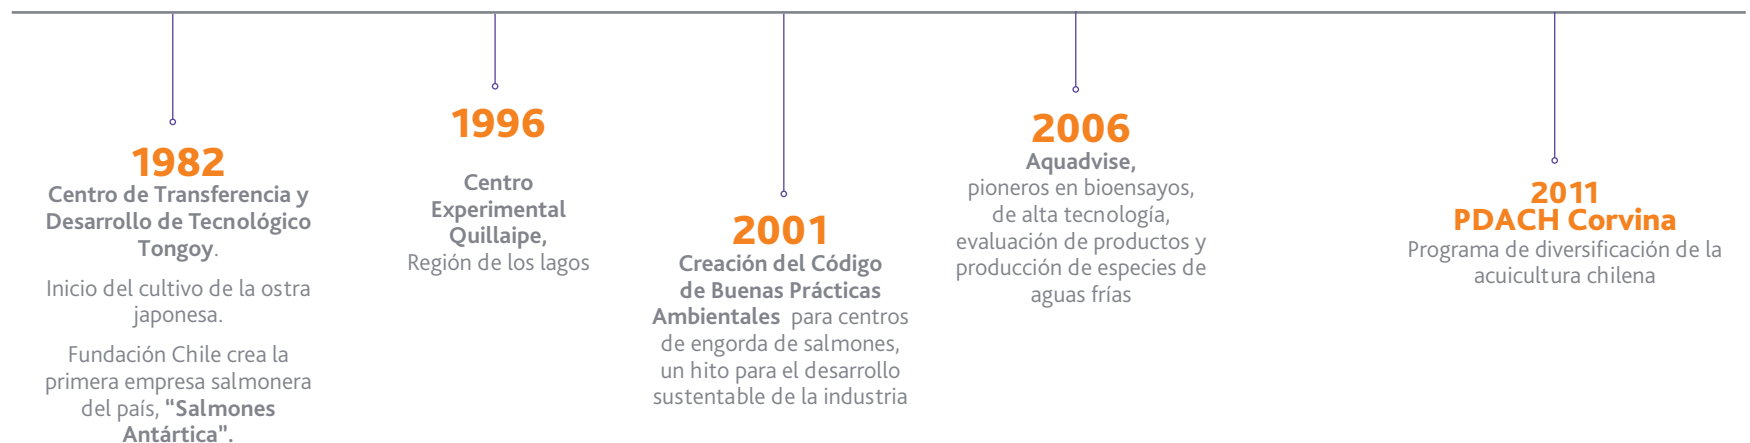 1982
Centro de Transferencia y
Desarrollo de Tecnológico
Tongoy.
Inicio del cultivo de la ostra
japonesa.
Fundación Chile crea la
primera empresa salmonera
del país, “Salmones
Antártica”.
1996
Centro
Experimental
Quillaipe,
Región de los lagos
2001
Creación del Código
de Buenas Prácticas
Ambientales para centros
de engorda de salmones,
un hito para el desarrollo
sustentable de la industria
2006
Aquadvise,
pioneros en bioensayos,
de alta tecnología,
evaluación de productos y
producción de especies de
aguas frías
2011
PDACH Corvina
Programa de diversificación de la
acuicultura chilena